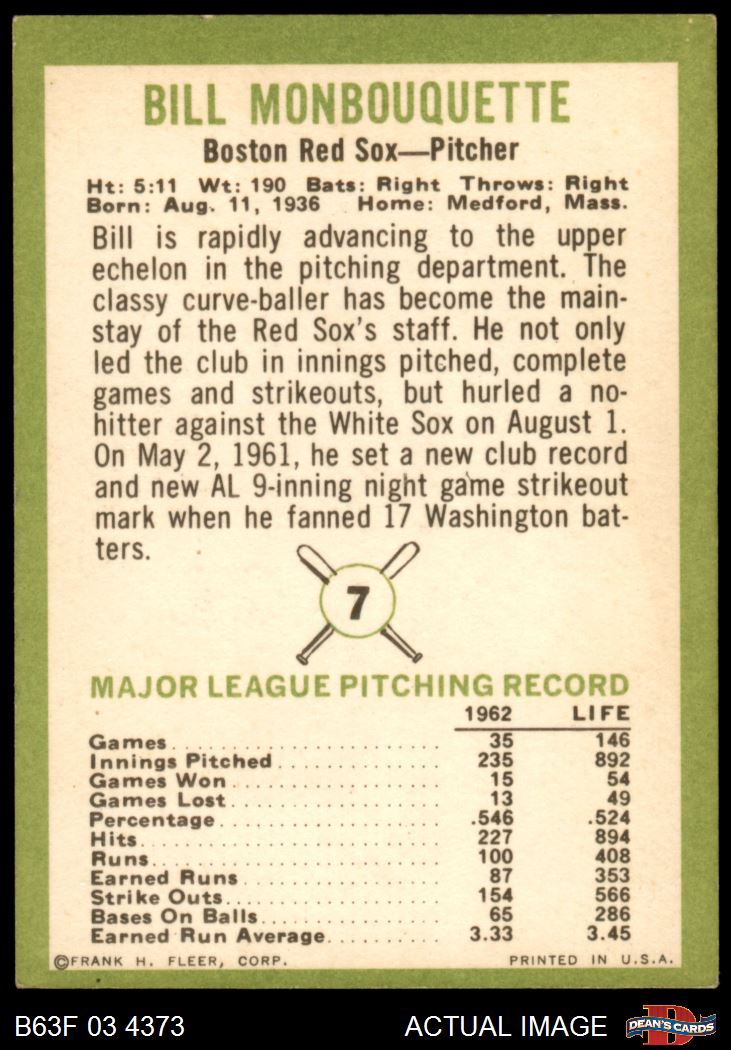 BILL MONBOUQUETTE
Boston Red Sox—Pitcher
Ht: 5:11 Wt: 190 Bats: Right Throws: Right
Born: Aug. 11, 1936 Home: Medford, Mass.
Bill is rapidly advancing to the upper
echelon in the pitching department. The
classy curve-baller has become the main-
stay of the Red Sox's staff. He not only
led the club in innings pitched, complete
games and strikeouts, but hurled a no-
hitter against the White Sox on August 1.
On May 2, 1961, he set a new club record
and new AL 9-inning night game strikeout
mark when he fanned 17 Washington bat-
ters.
7
MAJOR LEAGUE PITCHING RECORD
1962 LIFE
Games 35 146
Innings Pitched 235 892
Games Won 15 54
Games Lost 13 49
Percentage .546 .524
Hits 227 894
Runs 100 408
Earned Runs 87 353
Strike Outs 154 566
Bases On Balls 65 286
Earned Run Average 3.33 3.45
©FRANK H. FLEER, CORP. PRINTED IN U.S.A.
B63F 03 4373 ACTUAL IMAGE D DEAN'S CARDS